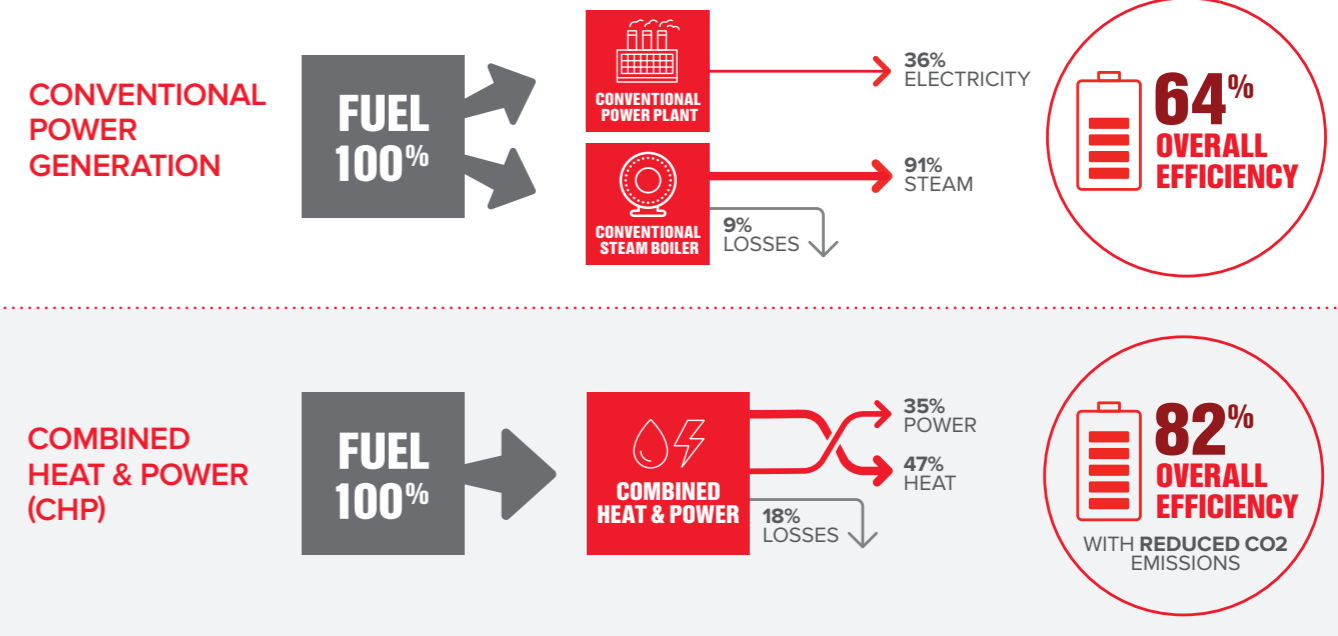 CONVENTIONAL
POWER
GENERATION
FUEL
100%
CONVENTIONAL
POWER PLANT
36%
ELECTRICITY
CONVENTIONAL
STEAM BOILER
91%
STEAM
9%
LOSSES
64%
OVERALL
EFFICIENCY
COMBINED
HEAT & POWER
(CHP)
FUEL
100%
COMBINED
HEAT & POWER
35%
POWER
47%
HEAT
18%
LOSSES
82%
OVERALL
EFFICIENCY
WITH REDUCED CO2
EMISSIONS